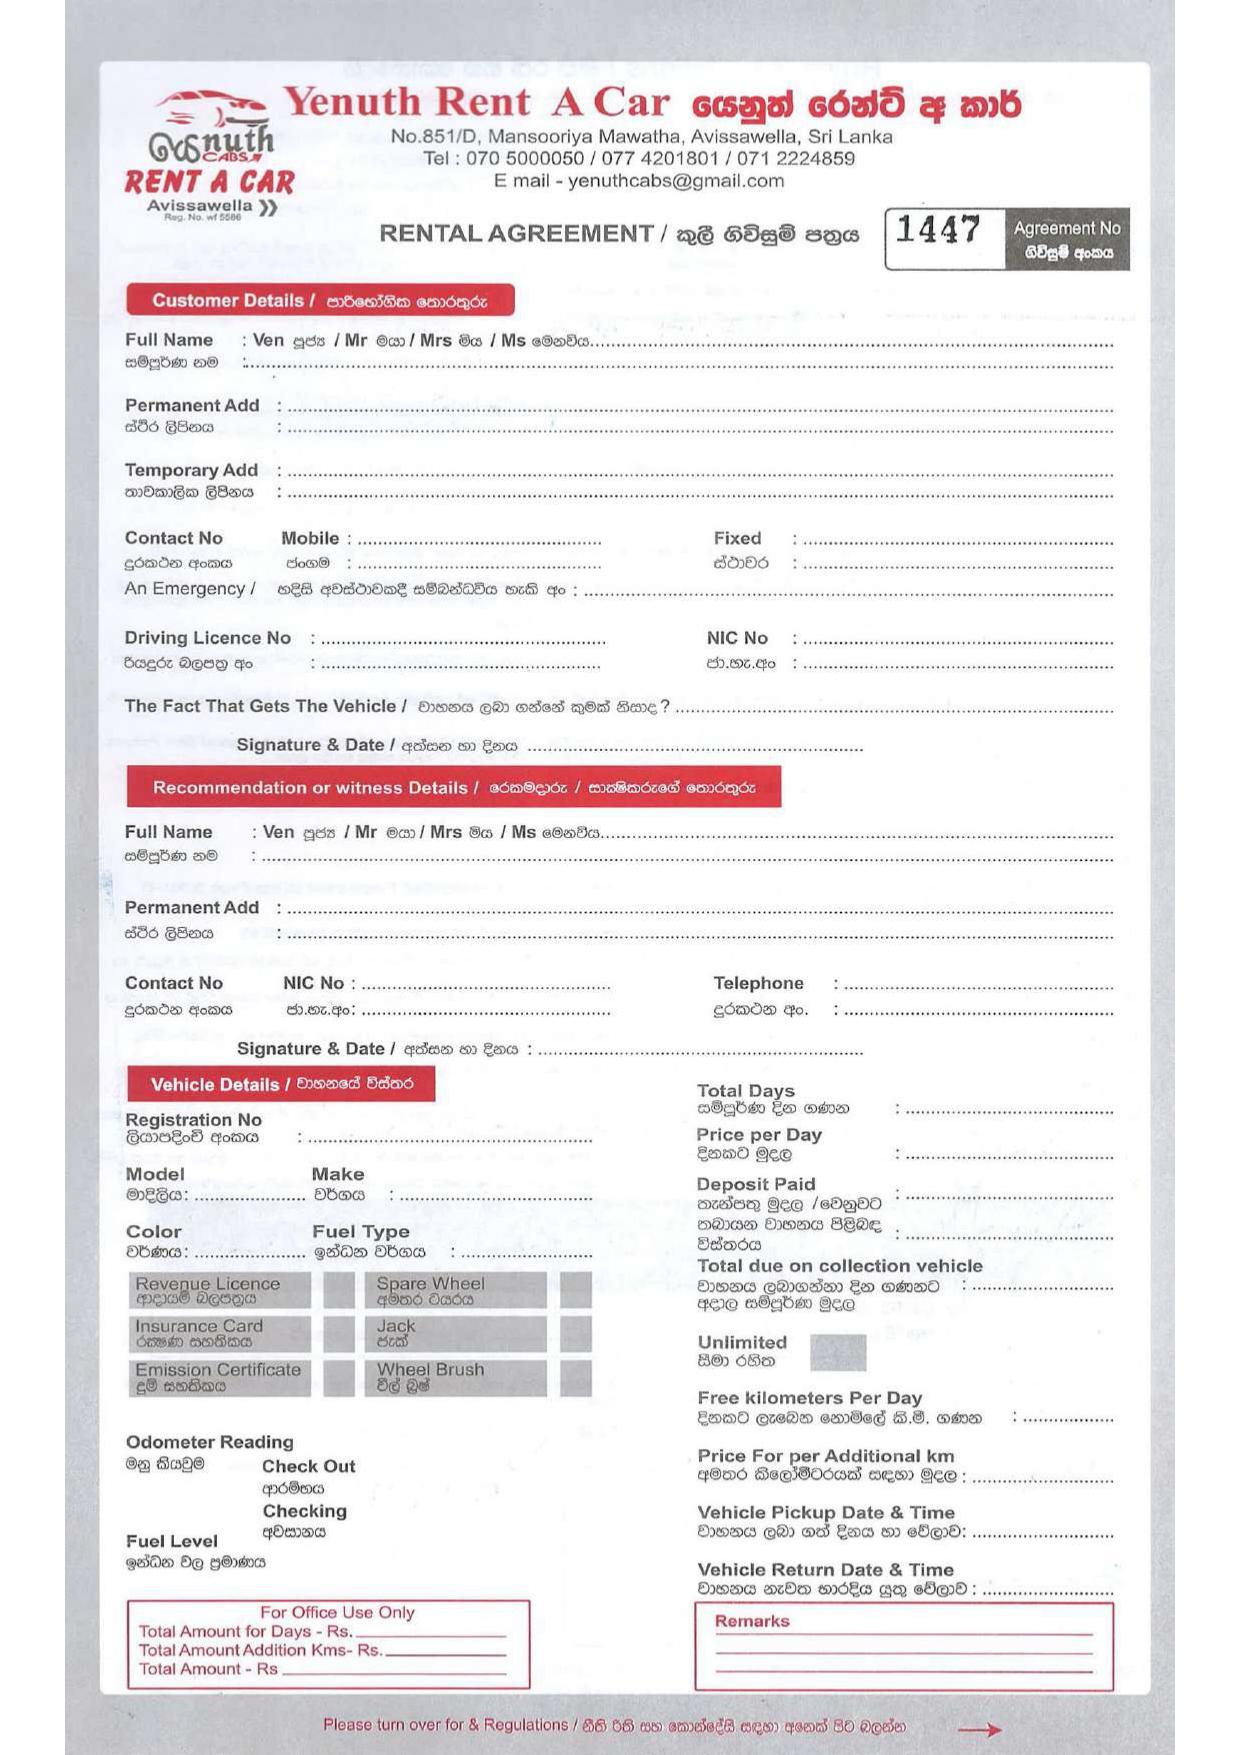 Yenuth Rent A Car යෙනුත් රෙන්ට් අ කාර්
යෙnuth
CABS
RENT A CAR
Avissawella
Reg. No. wf 5586
No.851/D, Mansooriya Mawatha, Avissawella, Sri Lanka
Tel : 070 5000050 / 077 4201801 / 071 2224859
E mail - yenuthcabs@gmail.com
RENTAL AGREEMENT / කුලී ගිවිසුම් පත්‍රය
1447
Agreement No
ගිවිසුම් අංකය
Customer Details / පාරිභෝගික තොරතුරු
Full Name : Ven පූජ්‍ය / Mr මයා / Mrs මිය / Ms මෙනවිය
සම්පූර්ණ නම :
Permanent Add :
ස්ථිර ලිපිනය :
Temporary Add :
තාවකාලික ලිපිනය :
Contact No Mobile : Fixed :
දුරකථන අංකය ජංගම : ස්ථාවර :
An Emergency / හදිසි අවස්ථාවකදී සම්බන්ධවිය හැකි අං :
Driving Licence No : NIC No :
රියදුරු බලපත්‍ර අං : ජා.හැ.අං :
The Fact That Gets The Vehicle / වාහනය ලබා ගන්නේ කුමක් නිසාද ?
Signature & Date / අත්සන හා දිනය
Recommendation or witness Details / රෙකමදාරු / සාක්ෂිකරුගේ තොරතුරු
Full Name : Ven පූජ්‍ය / Mr මයා / Mrs මිය / Ms මෙනවිය
සම්පූර්ණ නම :
Permanent Add :
ස්ථිර ලිපිනය :
Contact No NIC No : Telephone :
දුරකථන අංකය ජා.හැ.අං : දුරකථන අං. :
Signature & Date / අත්සන හා දිනය :
Vehicle Details / වාහනයේ විස්තර
Registration No
ලියාපදිංචි අංකය :
Model Make
මාදිලිය: වර්ගය :
Color Fuel Type
වර්ණය: ඉන්ධන වර්ගය :
Revenue Licence Spare Wheel
ආදායම් බලපත්‍රය අමතර ටයරය
Insurance Card Jack
රක්ෂණ සහතිකය ජැක්
Emission Certificate Wheel Brush
දුම් සහතිකය වීල් බ්‍රෂ්
Odometer Reading
මනු කියවුම
Check Out
ආරම්භය
Checking
අවසානය
Fuel Level
ඉන්ධන වල ප්‍රමාණය
For Office Use Only
Total Amount for Days - Rs.
Total Amount Addition Kms- Rs.
Total Amount - Rs
Total Days
සම්පූර්ණ දින ගණන :
Price per Day
දිනකට මුදල :
Deposit Paid
තැන්පතු මුදල /වෙනුවට :
තබායන වාහනය පිළිබඳ :
විස්තරය
Total due on collection vehicle
වාහනය ලබාගන්නා දින ගණනට :
අදාල සම්පූර්ණ මුදල
Unlimited
සීමා රහිත
Free kilometers Per Day
දිනකට ලැබෙන නොමිලේ කි.මී. ගණන :
Price For per Additional km
අමතර කිලෝමීටරයක් සඳහා මුදල :
Vehicle Pickup Date & Time
වාහනය ලබා ගත් දිනය හා වේලාව:
Vehicle Return Date & Time
වාහනය නැවත භාරදිය යුතු වේලාව :
Remarks
Please turn over for & Regulations / නීති රීති සහ කොන්දේසි සඳහා අනෙක් පිට බලන්න